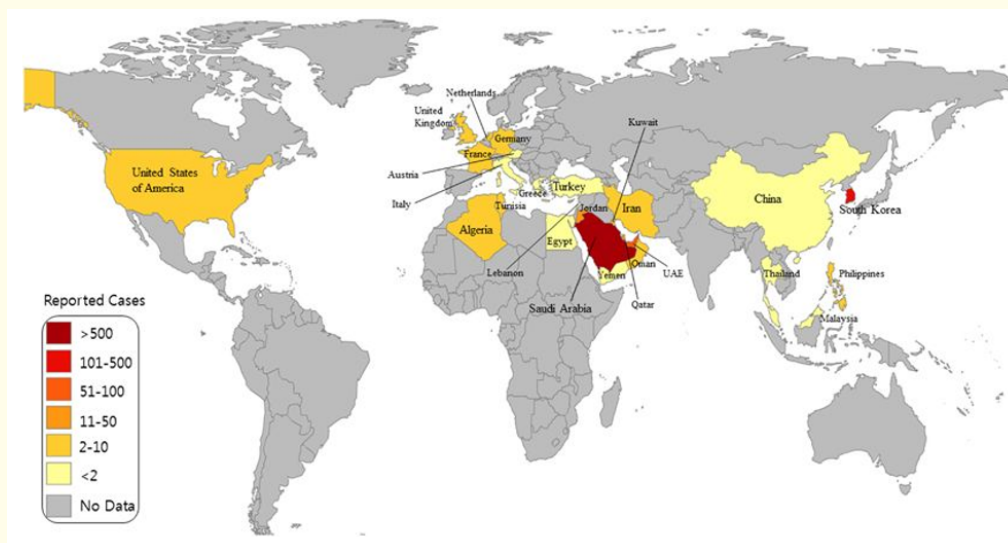 Netherlands
United
Kingdom
Kuwait
Germany
France
Austria
Turkey
United States
of America
China
Greece
Italy
Tunisia
Jordan
Iran
South Korea
Algeria
Egypt
Lebanon
Oman
UAE
Yemen
Thailand
Philippines
Saudi Arabia
Qatar
Malaysia
Reported Cases
>500
101-500
51-100
11-50
2-10
<2
No Data